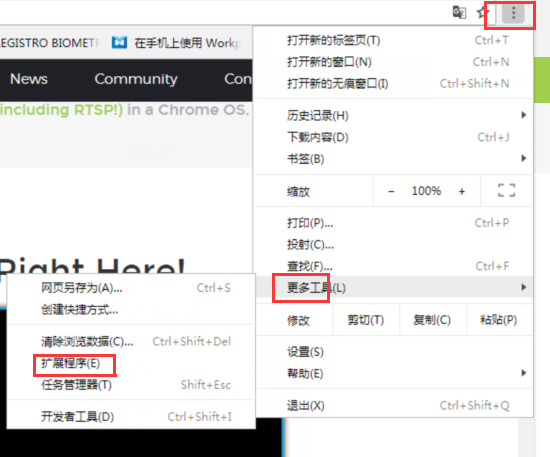 REGISTRO BIOMETR
在手机上使用 Workp
News Community Con
(including RTSP!) in a Chrome OS.
Right Here!
打开新的标签页(T) Ctrl+T
打开新的窗口(N) Ctrl+N
打开新的无痕窗口(I) Ctrl+Shift+N
历史记录(H)
下载内容(D) Ctrl+J
书签(B)
缩放 − 100% +
打印(P)... Ctrl+P
投射(C)...
查找(F)... Ctrl+F
更多工具(L)
修改 剪切(T) 复制(C) 粘贴(P)
设置(S)
帮助(E)
退出(X) Ctrl+Shift+Q
网页另存为(A)... Ctrl+S
创建快捷方式...
清除浏览数据(C)... Ctrl+Shift+Del
扩展程序(E)
任务管理器(T) Shift+Esc
开发者工具(D) Ctrl+Shift+I